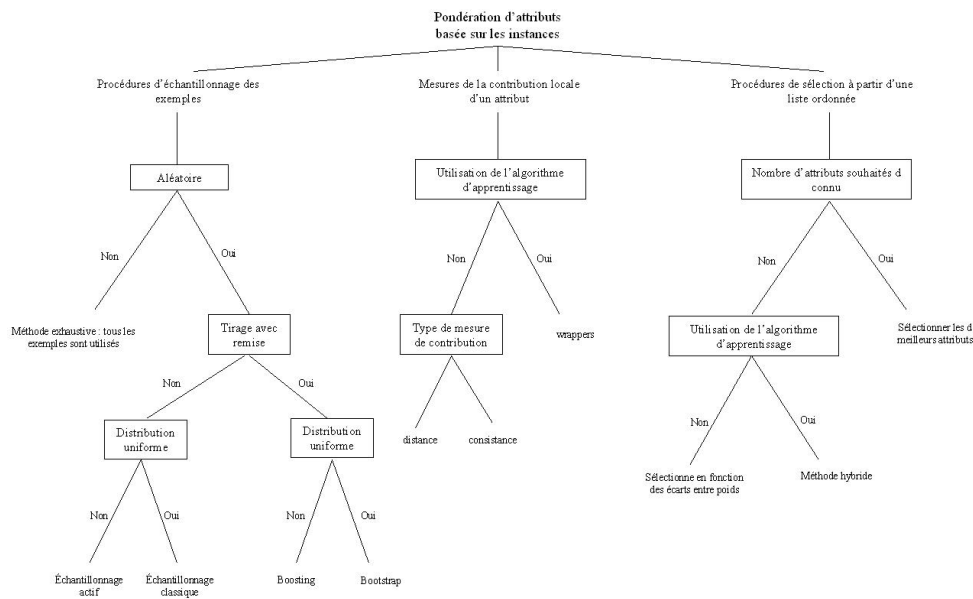 Pondération d'attributs
basée sur les instances
Procédures d'échantillonnage des
exemples
Mesures de la contribution locale
d'un attribut
Procédures de sélection à partir d'une
liste ordonnée
Aléatoire
Utilisation de l'algorithme
d'apprentissage
Nombre d'attributs souhaités d
connu
Non
Oui
Non
Oui
Non
Oui
Méthode exhaustive : tous les
exemples sont utilisés
Tirage avec
remise
Type de mesure
de contribution
wrappers
Utilisation de l'algorithme
d'apprentissage
Sélectionner les d
meilleurs attributs
Non
Oui
Distribution
uniforme
Distribution
uniforme
distance
consistance
Non
Oui
Sélectionne en fonction
des écarts entre poids
Méthode hybride
Non
Oui
Non
Oui
Échantillonnage
actif
Échantillonnage
classique
Boosting
Bootstrap